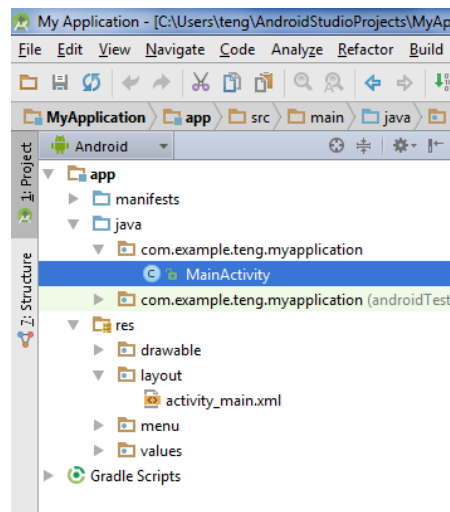 My Application - [C:\Users\teng\AndroidStudioProjects\MyAp
File Edit View Navigate Code Analyze Refactor Build
MyApplication app src main java
1: Project
Android
app
manifests
java
com.example.teng.myapplication
MainActivity
com.example.teng.myapplication (androidTest
res
drawable
layout
activity_main.xml
menu
values
Gradle Scripts
7: Structure